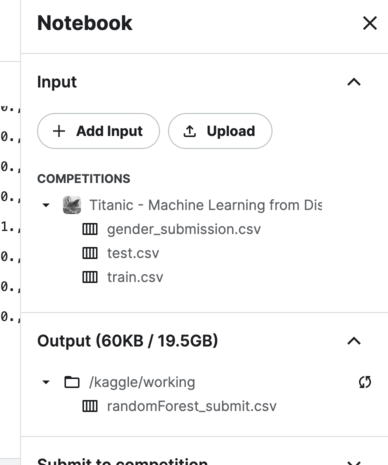 Notebook
Input
+ Add Input
Upload
COMPETITIONS
Titanic - Machine Learning from Dis
gender_submission.csv
test.csv
train.csv
0.,
0.,
0.,
0.,
1.,
0.,
0.,
0.,
Output (60KB / 19.5GB)
/kaggle/working
randomForest_submit.csv
Submit to competition